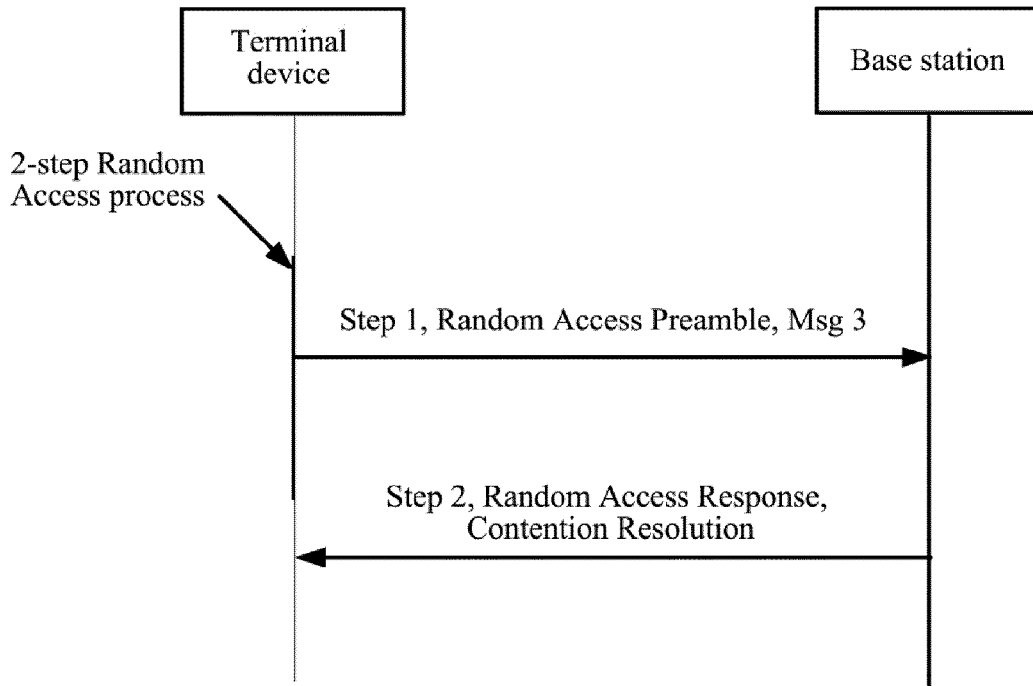 Terminal
device
Base station
2-step Random
Access process
Step 1, Random Access Preamble, Msg 3
Step 2, Random Access Response,
Contention Resolution